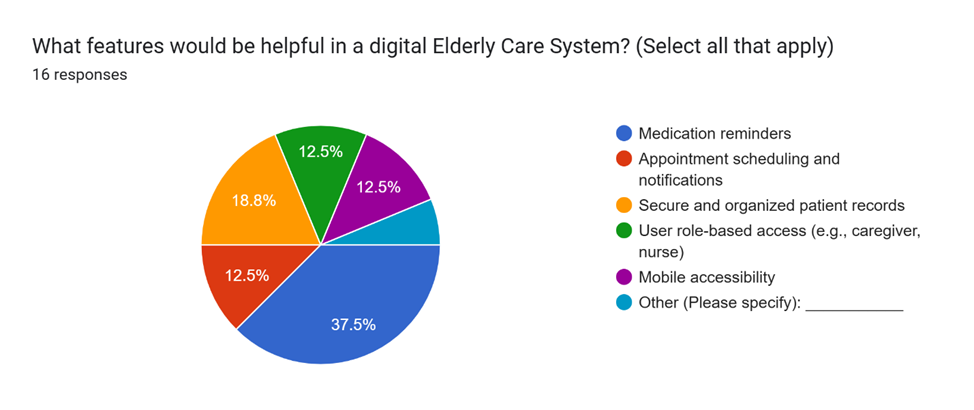 What features would be helpful in a digital Elderly Care System? (Select all that apply)
16 responses
12.5%
12.5%
18.8%
12.5%
37.5%
Medication reminders
Appointment scheduling and
notifications
Secure and organized patient records
User role-based access (e.g., caregiver,
nurse)
Mobile accessibility
Other (Please specify): ____________